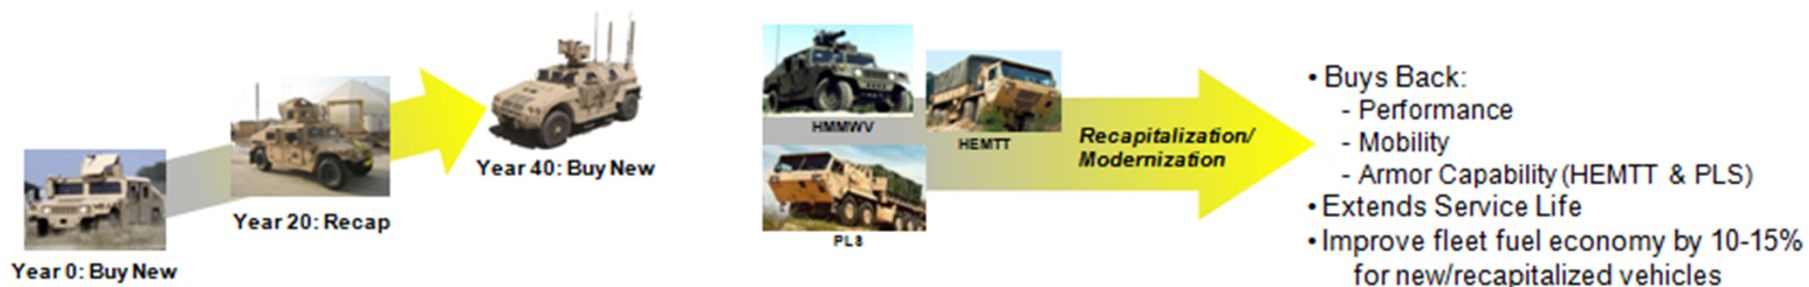 Year 0: Buy New
Year 20: Recap
Year 40: Buy New
HMMWV
HEMTT
PLS
Recapitalization/
Modernization
• Buys Back:
- Performance
- Mobility
- Armor Capability (HEMTT & PLS)
• Extends Service Life
• Improve fleet fuel economy by 10-15%
for new/recapitalized vehicles